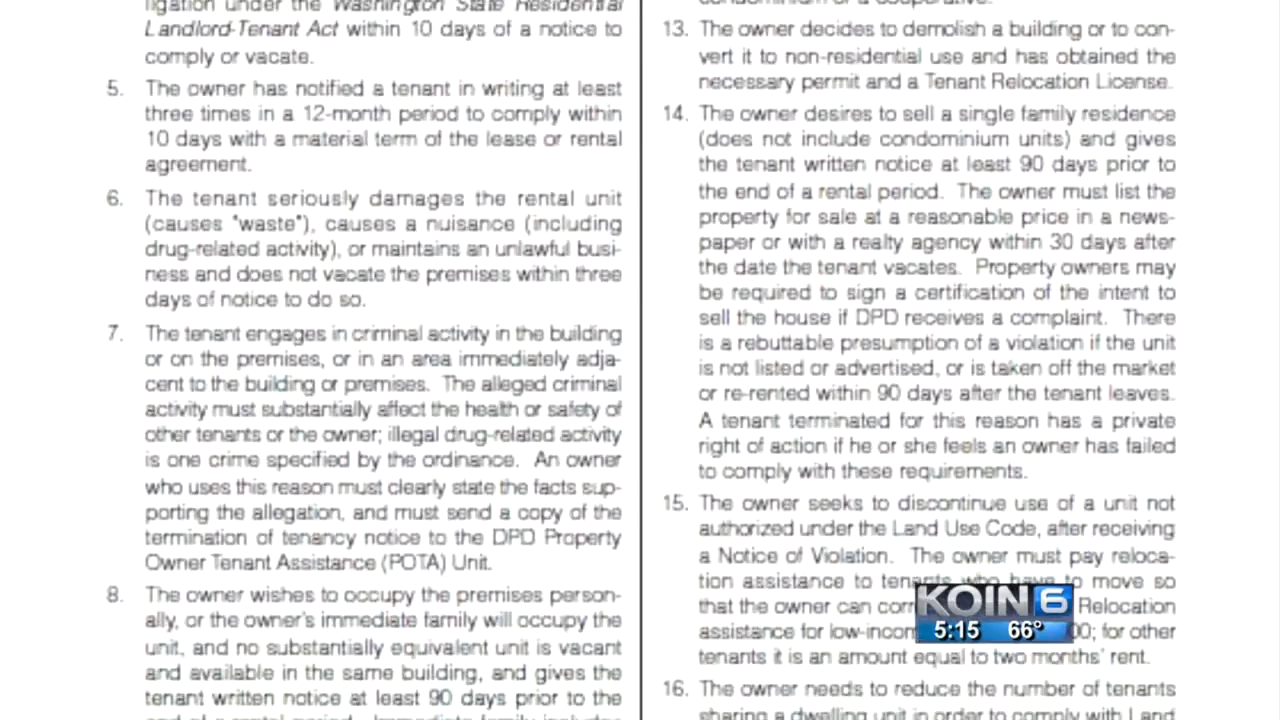 ligation under the Washington State Residential
Landlord-Tenant Act within 10 days of a notice to
comply or vacate.
5. The owner has notified a tenant in writing at least
three times in a 12-month period to comply within
10 days with a material term of the lease or rental
agreement.
6. The tenant seriously damages the rental unit
(causes "waste"), causes a nuisance (including
drug-related activity), or maintains an unlawful busi-
ness and does not vacate the premises within three
days of notice to do so.
7. The tenant engages in criminal activity in the building
or on the premises, or in an area immediately adja-
cent to the building or premises. The alleged criminal
activity must substantially affect the health or safety of
other tenants or the owner; illegal drug-related activity
is one crime specified by the ordinance. An owner
who uses this reason must clearly state the facts sup-
porting the allegation, and must send a copy of the
termination of tenancy notice to the DPD Property
Owner Tenant Assistance (POTA) Unit.
8. The owner wishes to occupy the premises person-
ally, or the owner's immediate family will occupy the
unit, and no substantially equivalent unit is vacant
and available in the same building, and gives the
tenant written notice at least 90 days prior to the
13. The owner decides to demolish a building or to con-
vert it to non-residential use and has obtained the
necessary permit and a Tenant Relocation License.
14. The owner desires to sell a single family residence
(does not include condominium units) and gives
the tenant written notice at least 90 days prior to
the end of a rental period. The owner must list the
property for sale at a reasonable price in a news-
paper or with a realty agency within 30 days after
the date the tenant vacates. Property owners may
be required to sign a certification of the intent to
sell the house if DPD receives a complaint. There
is a rebuttable presumption of a violation if the unit
is not listed or advertised, or is taken off the market
or re-rented within 90 days after the tenant leaves.
A tenant terminated for this reason has a private
right of action if he or she feels an owner has failed
to comply with these requirements.
15. The owner seeks to discontinue use of a unit not
authorized under the Land Use Code, after receiving
a Notice of Violation. The owner must pay reloca-
tion assistance to tenants who have to move so
that the owner can Relocation
assistance for 00; for other
tenants it is an amount equal to two months' rent.
16. The owner needs to reduce the number of tenants
sharing a dwelling unit in order to comply with Land
KOIN 6
5:15 66°